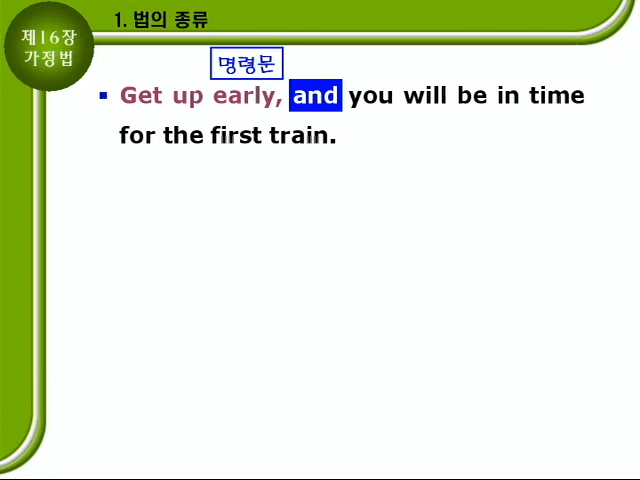 제16장
가정법
1. 법의 종류
명령문
▪ Get up early, and you will be in time
for the first train.